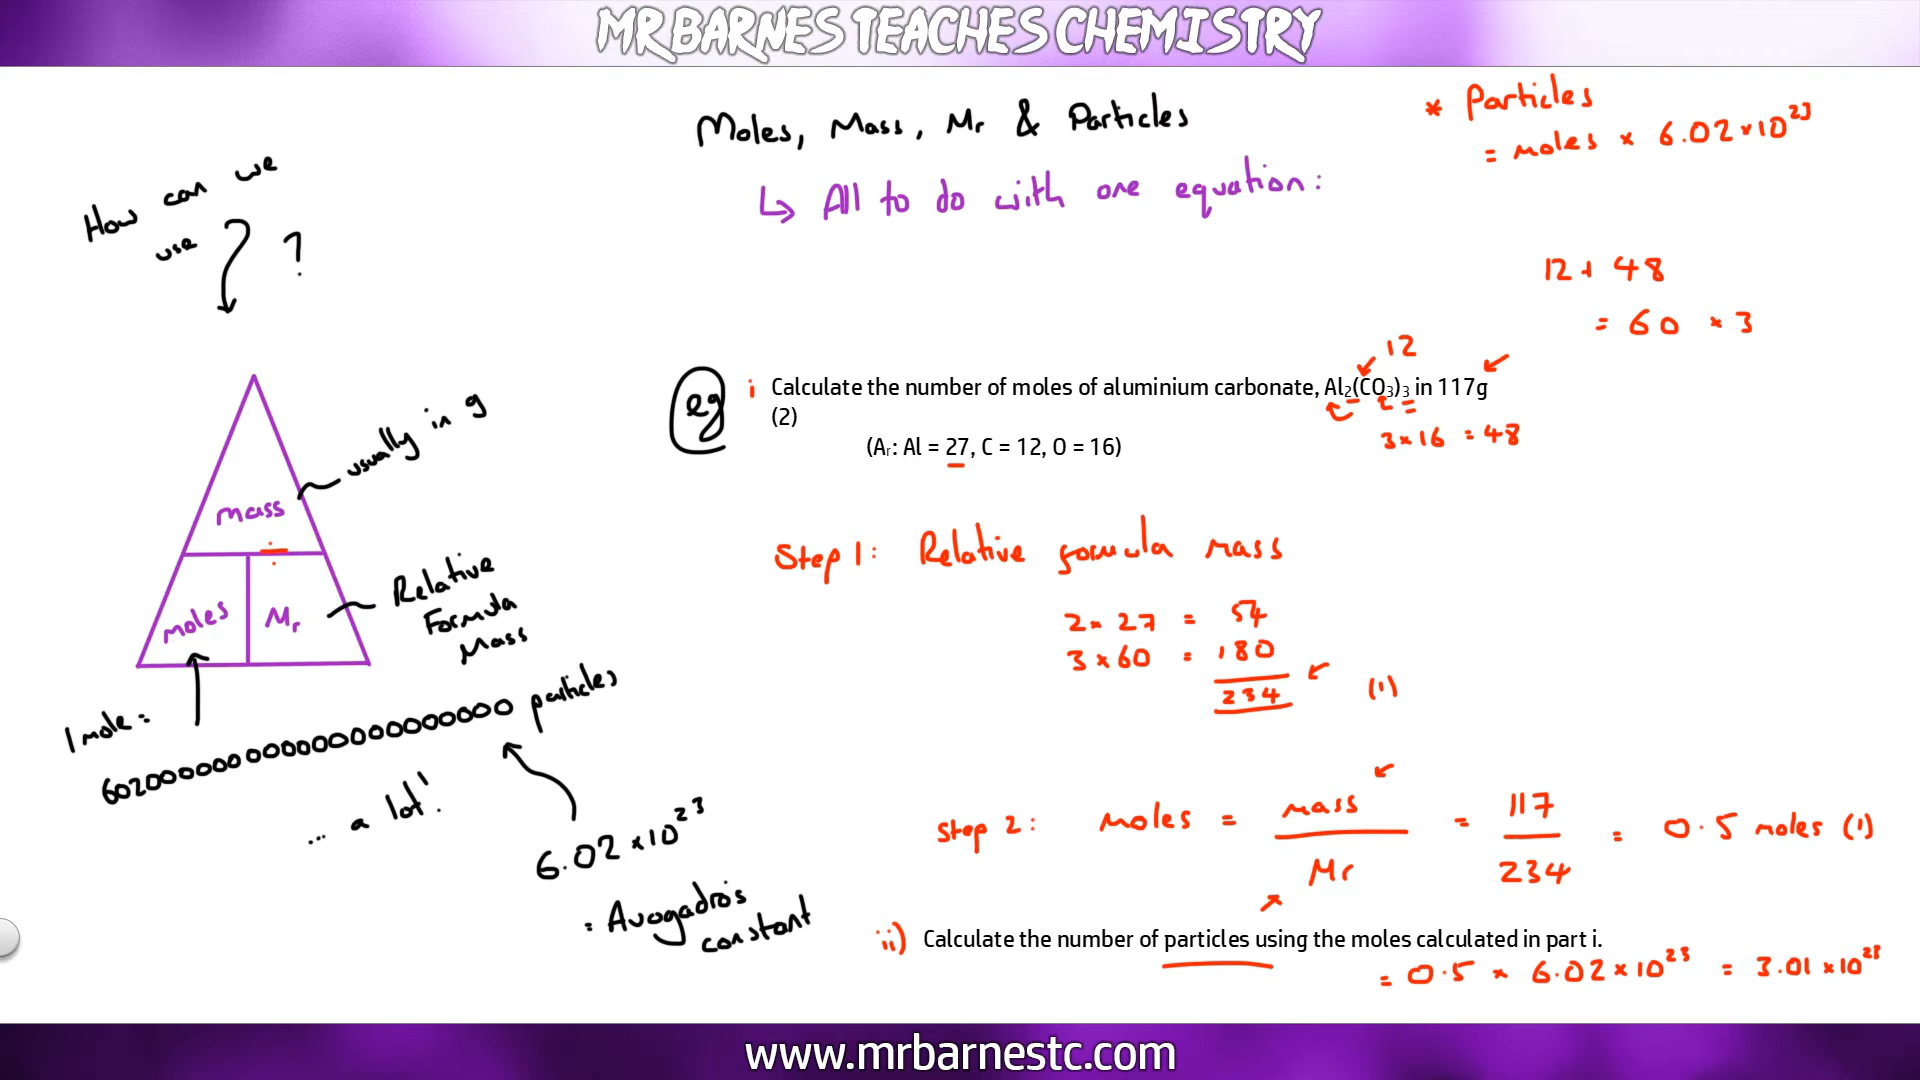 MR BARNES TEACHES CHEMISTRY
Moles, Mass, Mr & Particles
↳ All to do with one equation:
* Particles
= moles × 6.02×10²³
How can we
use ?
12 + 48
= 60 × 3
12
eg
i Calculate the number of moles of aluminium carbonate, Al₂(CO₃)₃ in 117g
(2)
3×16 = 48
(Aᵣ: Al = 27, C = 12, O = 16)
mass
usually in g
moles
Mr
Relative
Formula
Mass
Step 1: Relative formula mass
2 × 27 = 54
3 × 60 = 180
234 (1)
1 mole =
602000000000000000000000 particles
... a lot!
6.02×10²³
= Avogadro's
constant
Step 2: moles = mass / Mr = 117 / 234 = 0.5 moles (1)
ii) Calculate the number of particles using the moles calculated in part i.
= 0.5 × 6.02×10²³ = 3.01×10²³
www.mrbarnestc.com